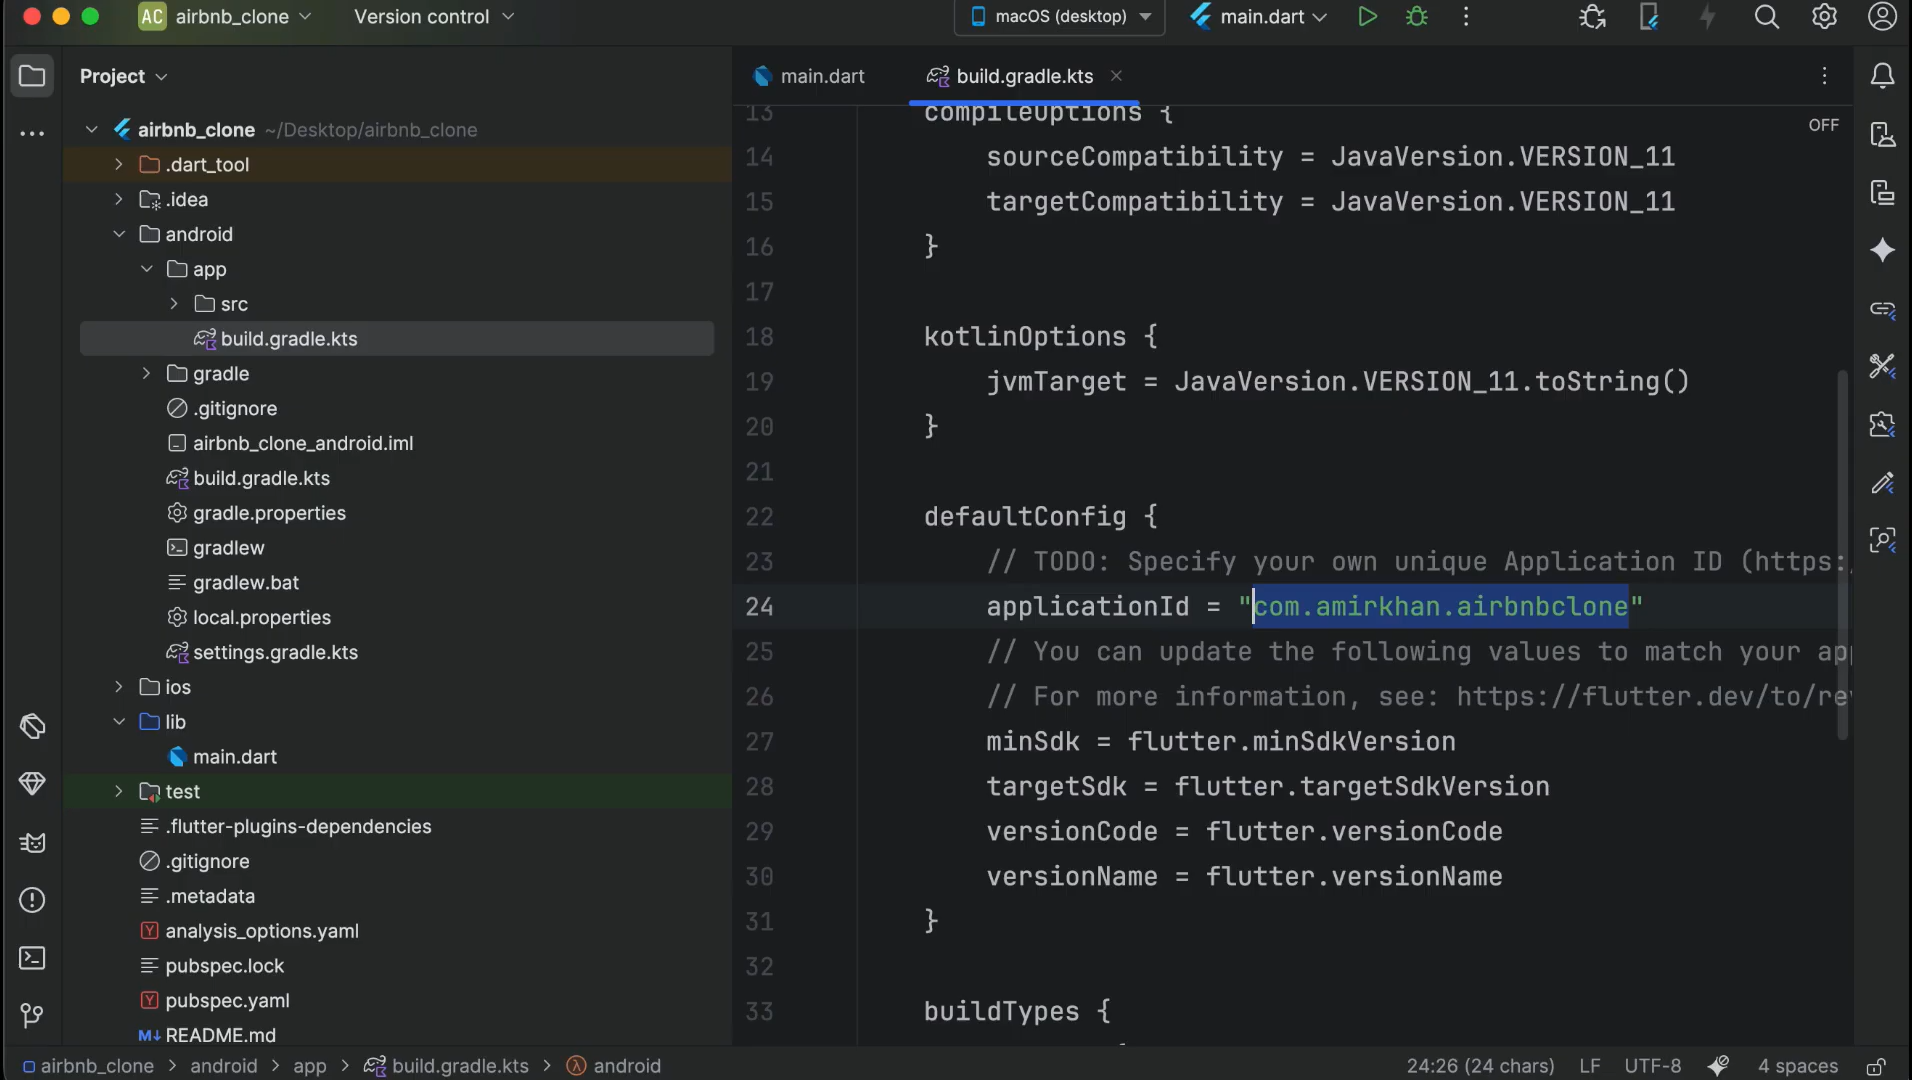 AC airbnb_clone
Version control
macOS (desktop)
main.dart
Project
main.dart
build.gradle.kts
airbnb_clone ~/Desktop/airbnb_clone
.dart_tool
.idea
android
app
src
build.gradle.kts
gradle
.gitignore
airbnb_clone_android.iml
build.gradle.kts
gradle.properties
gradlew
gradlew.bat
local.properties
settings.gradle.kts
ios
lib
main.dart
test
.flutter-plugins-dependencies
.gitignore
.metadata
analysis_options.yaml
pubspec.lock
pubspec.yaml
README.md
OFF
13 compileOptions {
14 sourceCompatibility = JavaVersion.VERSION_11
15 targetCompatibility = JavaVersion.VERSION_11
16 }
17
18 kotlinOptions {
19 jvmTarget = JavaVersion.VERSION_11.toString()
20 }
21
22 defaultConfig {
23 // TODO: Specify your own unique Application ID (https:/
24 applicationId = "com.amirkhan.airbnbclone"
25 // You can update the following values to match your app
26 // For more information, see: https://flutter.dev/to/rev
27 minSdk = flutter.minSdkVersion
28 targetSdk = flutter.targetSdkVersion
29 versionCode = flutter.versionCode
30 versionName = flutter.versionName
31 }
32
33 buildTypes {
airbnb_clone > android > app > build.gradle.kts > android
24:26 (24 chars) LF UTF-8 4 spaces